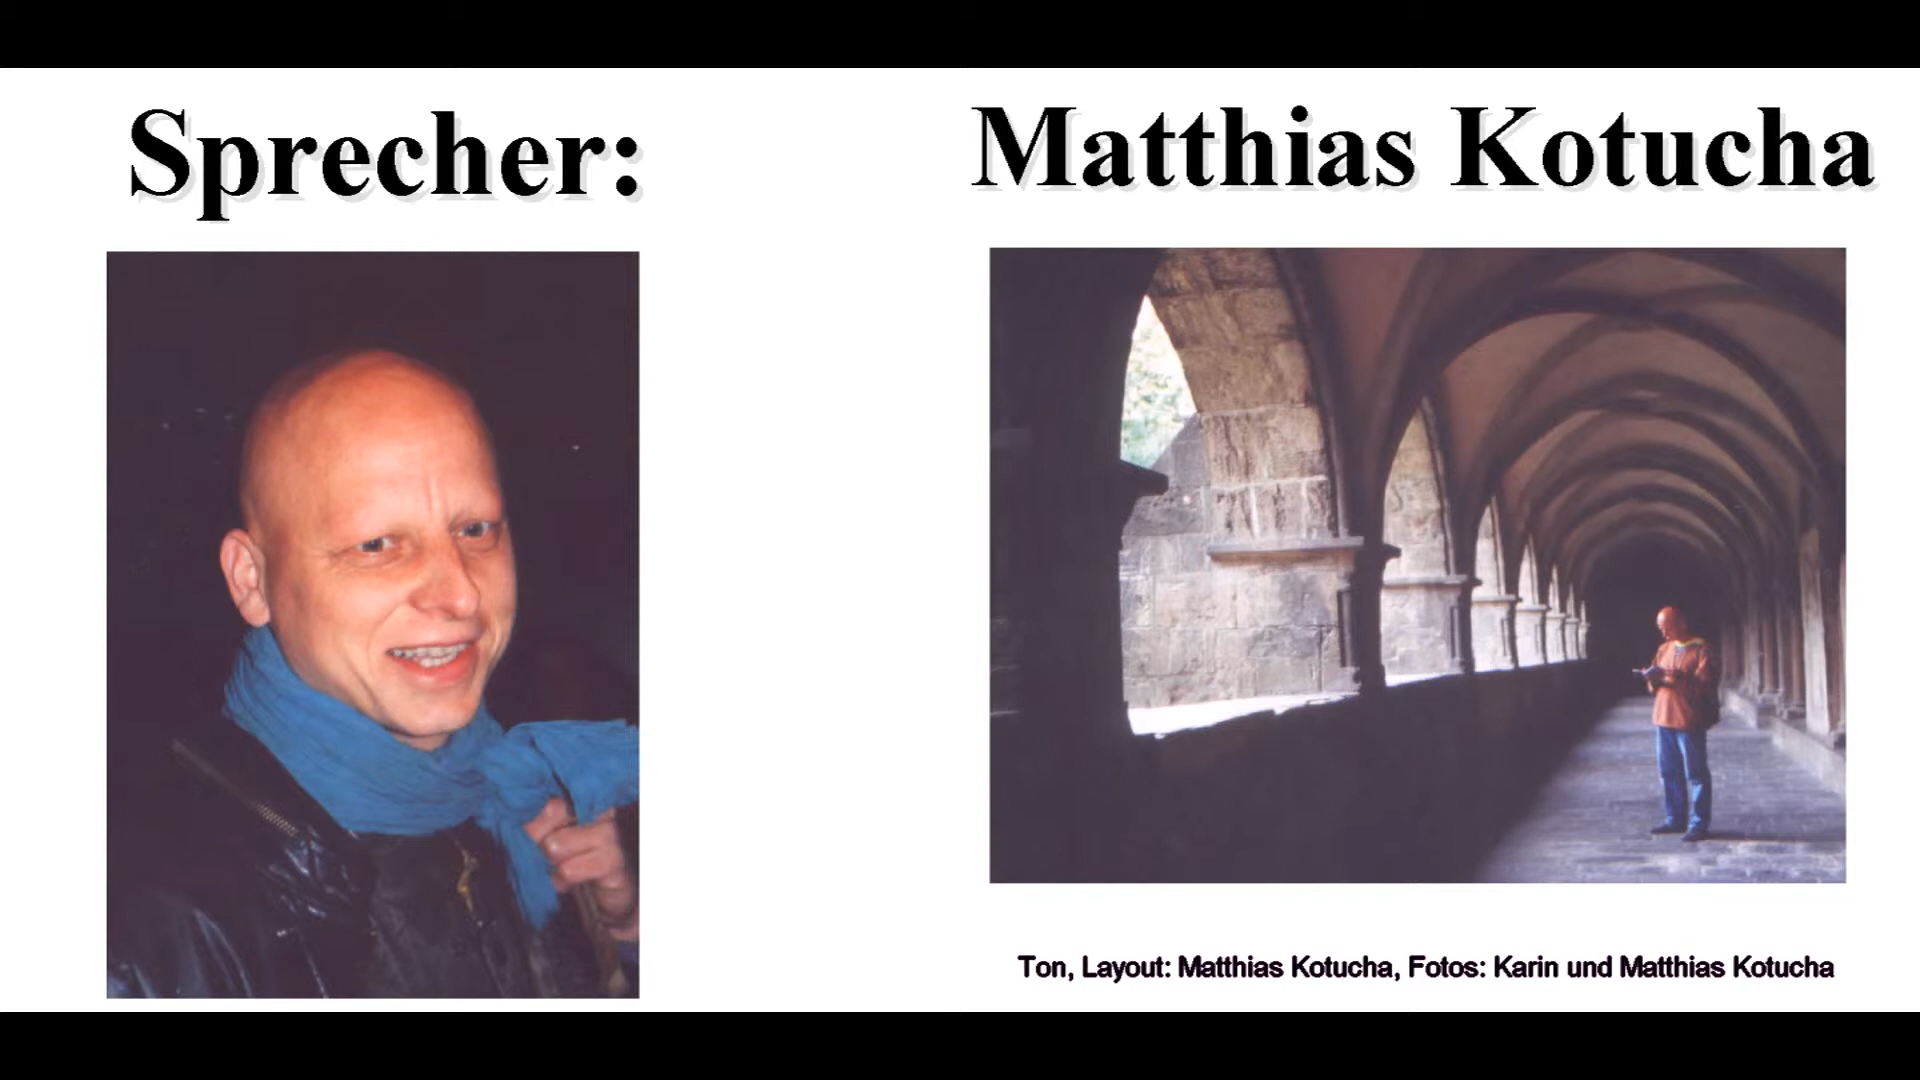 Sprecher:
Matthias Kotucha
Ton, Layout: Matthias Kotucha, Fotos: Karin und Matthias Kotucha